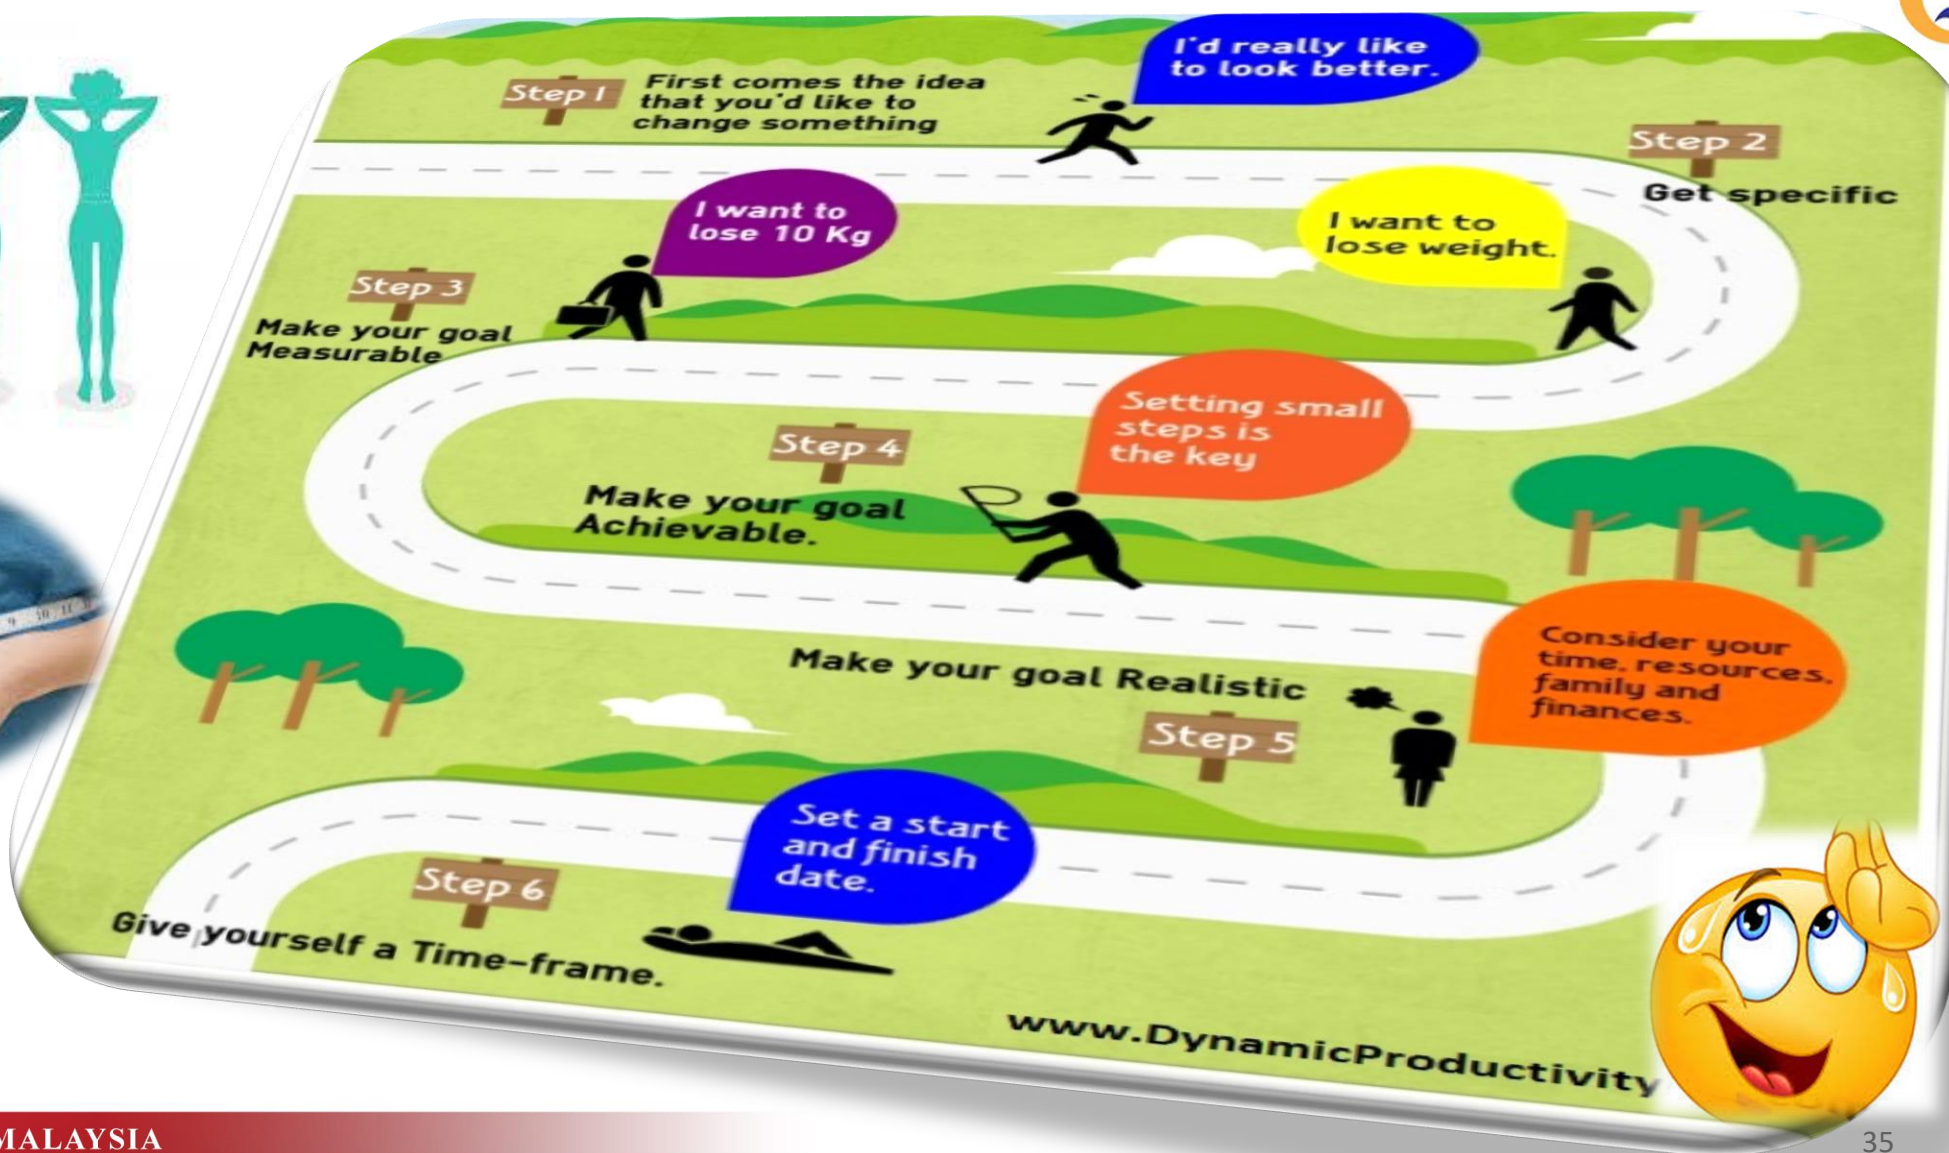 I'd really like
to look better.
Step 1
First comes the idea
that you'd like to
change something
Step 2
Get specific
I want to
lose weight.
I want to
lose 10 Kg
Step 3
Make your goal
Measurable
Setting small
steps is
the key
Step 4
Make your goal
Achievable.
Consider your
time, resources,
family and
finances.
Make your goal Realistic
Step 5
Set a start
and finish
date.
Step 6
Give yourself a Time-frame.
www.DynamicProductivity
MALAYSIA
35